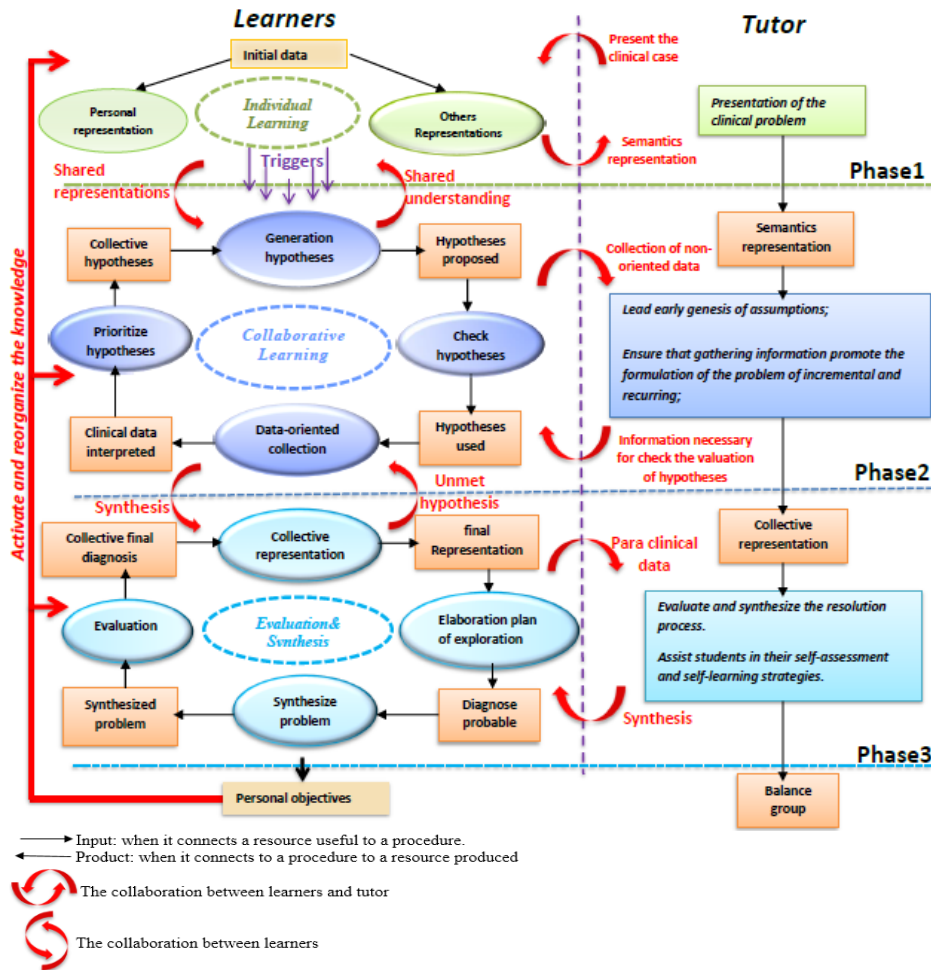 Learners
Tutor
Initial data
Present the
clinical case
Personal
representation
Individual
Learning
Others
Representations
Presentation of the
clinical problem
Semantics
representation
Triggers
Shared
representations
Shared
understanding
Phase1
Collective
hypotheses
Generation
hypotheses
Hypotheses
proposed
Collection of non-
oriented data
Semantics
representation
Prioritize
hypotheses
Collaborative
Learning
Check
hypotheses
Lead early genesis of assumptions;
Ensure that gathering information promote the
formulation of the problem of incremental and
recurring;
Clinical data
interpreted
Data-oriented
collection
Hypotheses
used
Information necessary
for check the valuation
of hypotheses
Activate and reorganize the knowledge
Synthesis
Unmet
hypothesis
Phase2
Collective final
diagnosis
Collective
representation
final
Representation
Para clinical
data
Collective
representation
Evaluation
Evaluation&
Synthesis
Elaboration plan
of exploration
Evaluate and synthesize the resolution
process.
Assist students in their self-assessment
and self-learning strategies.
Synthesized
problem
Synthesize
problem
Diagnose
probable
Synthesis
Phase3
Personal objectives
Balance
group
Input: when it connects a resource useful to a procedure.
Product: when it connects to a procedure to a resource produced
The collaboration between learners and tutor
The collaboration between learners